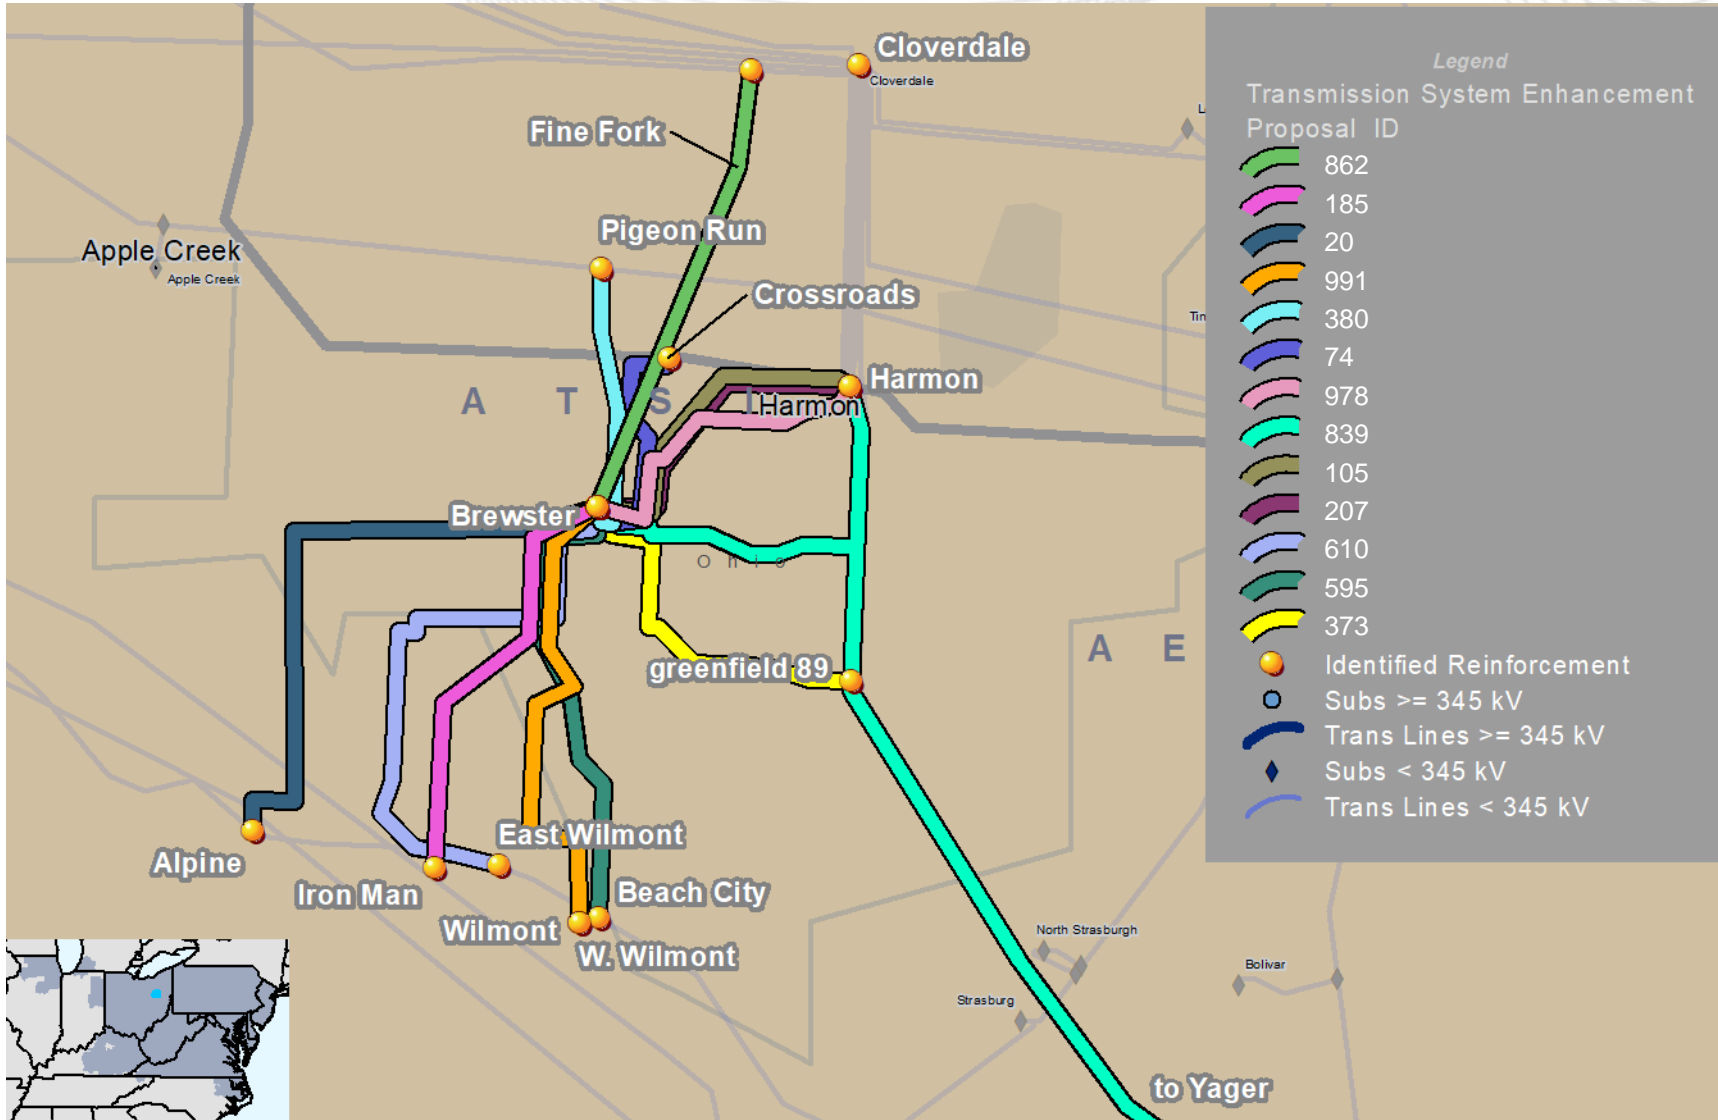 Cloverdale
Cloverdale
Fine Fork
Pigeon Run
Apple Creek
Apple Creek
Crossroads
L
Tin
A T S I
Harmon
Harmon
Brewster
Ohio
greenfield 89
A E
East Wilmont
Alpine
Iron Man
Beach City
Wilmont
W. Wilmont
North Strasburgh
Bolivar
Strasburg
to Yager
Legend
Transmission System Enhancement
Proposal ID
862
185
20
991
380
74
978
839
105
207
610
595
373
Identified Reinforcement
Subs >= 345 kV
Trans Lines >= 345 kV
Subs < 345 kV
Trans Lines < 345 kV